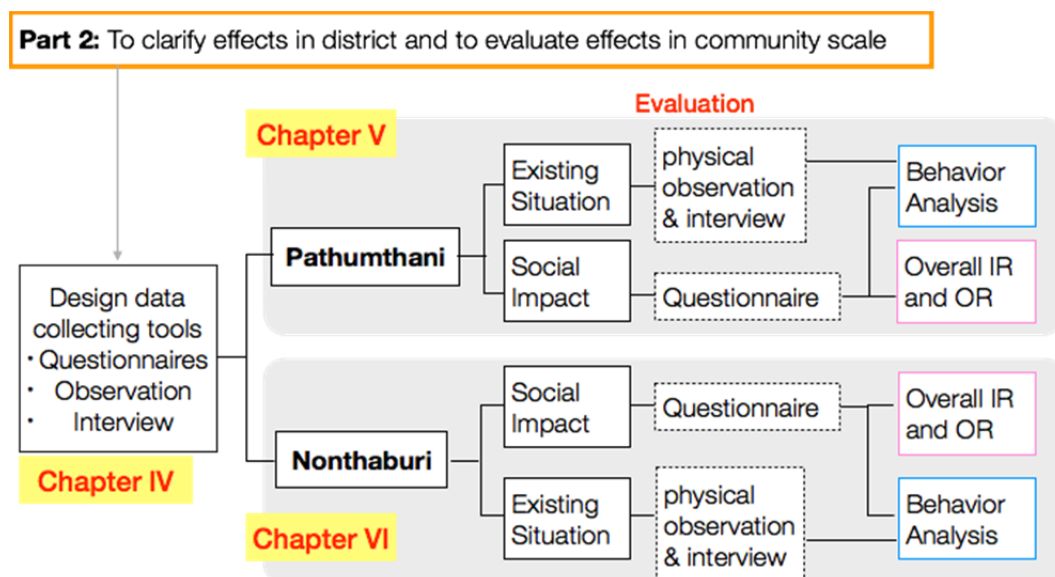 Part 2: To clarify effects in district and to evaluate effects in community scale
Evaluation
Chapter V
Existing
Situation
physical
observation
& interview
Behavior
Analysis
Pathumthani
Social
Impact
Questionnaire
Overall IR
and OR
Design data
collecting tools
• Questionnaires
• Observation
• Interview
Chapter IV
Social
Impact
Questionnaire
Overall IR
and OR
Nonthaburi
Existing
Situation
physical
observation
& interview
Behavior
Analysis
Chapter VI